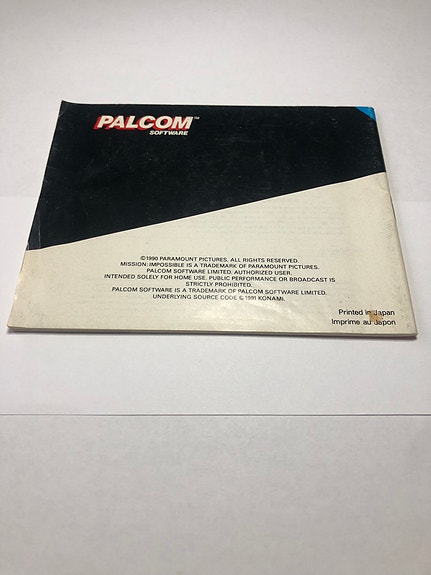 PALCOM™
SOFTWARE
©1990 PARAMOUNT PICTURES. ALL RIGHTS RESERVED.
MISSION: IMPOSSIBLE IS A TRADEMARK OF PARAMOUNT PICTURES.
PALCOM SOFTWARE LIMITED. AUTHORIZED USER.
INTENDED SOLELY FOR HOME USE. PUBLIC PERFORMANCE OR BROADCAST IS
STRICTLY PROHIBITED.
PALCOM SOFTWARE IS A TRADEMARK OF PALCOM SOFTWARE LIMITED.
UNDERLYING SOURCE CODE © 1991 KONAMI.
Printed in Japan
Imprime au Japon